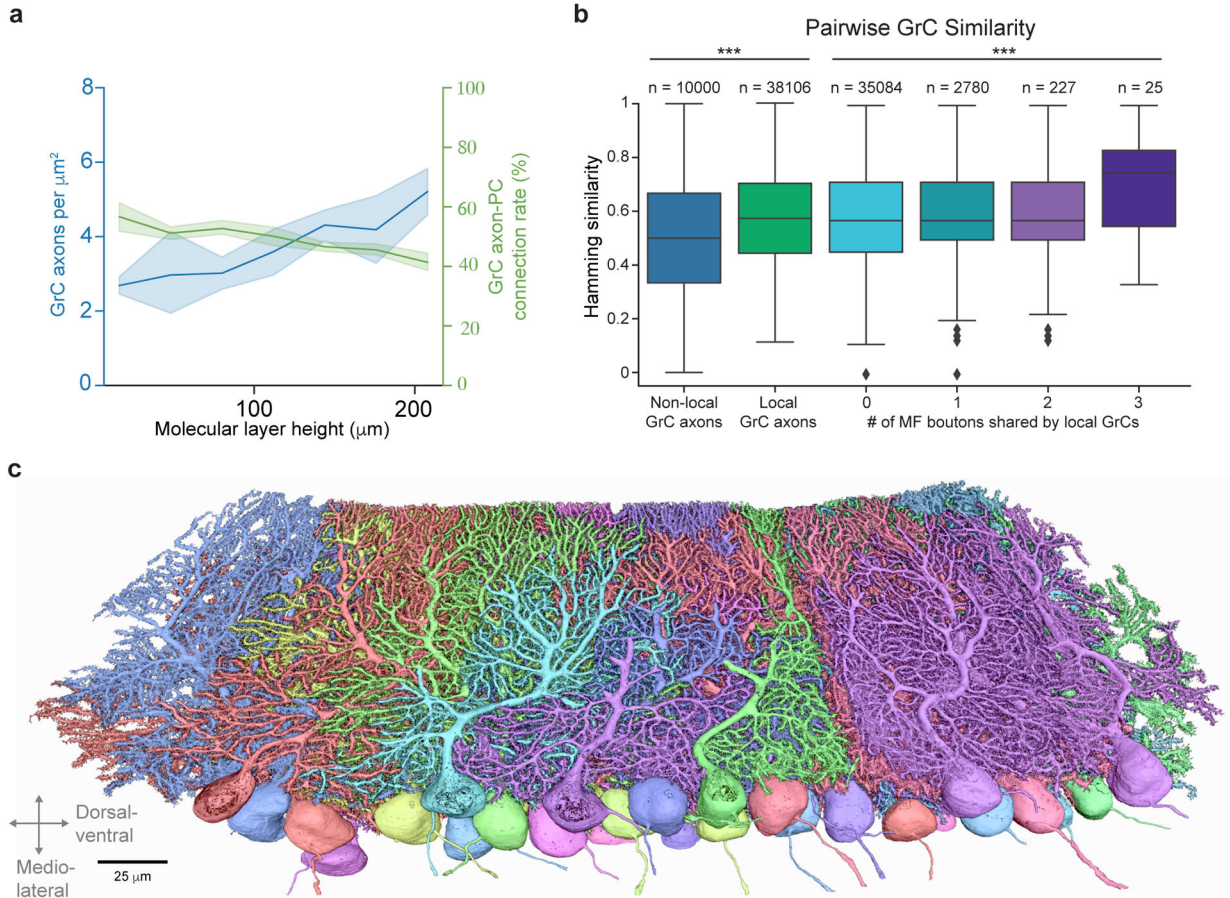 a
8
6
4
2
0
GrC axons per μm²
100
80
60
40
20
0
GrC axon-PC
connection rate (%)
100
200
Molecular layer height (μm)
b
Pairwise GrC Similarity
***
***
n = 10000
n = 38106
n = 35084
n = 2780
n = 227
n = 25
1
0.8
0.6
0.4
0.2
0
Hamming similarity
Non-local
GrC axons
Local
GrC axons
0
1
2
3
# of MF boutons shared by local GrCs
c
Dorsal-
ventral
Medio-
lateral
25 μm